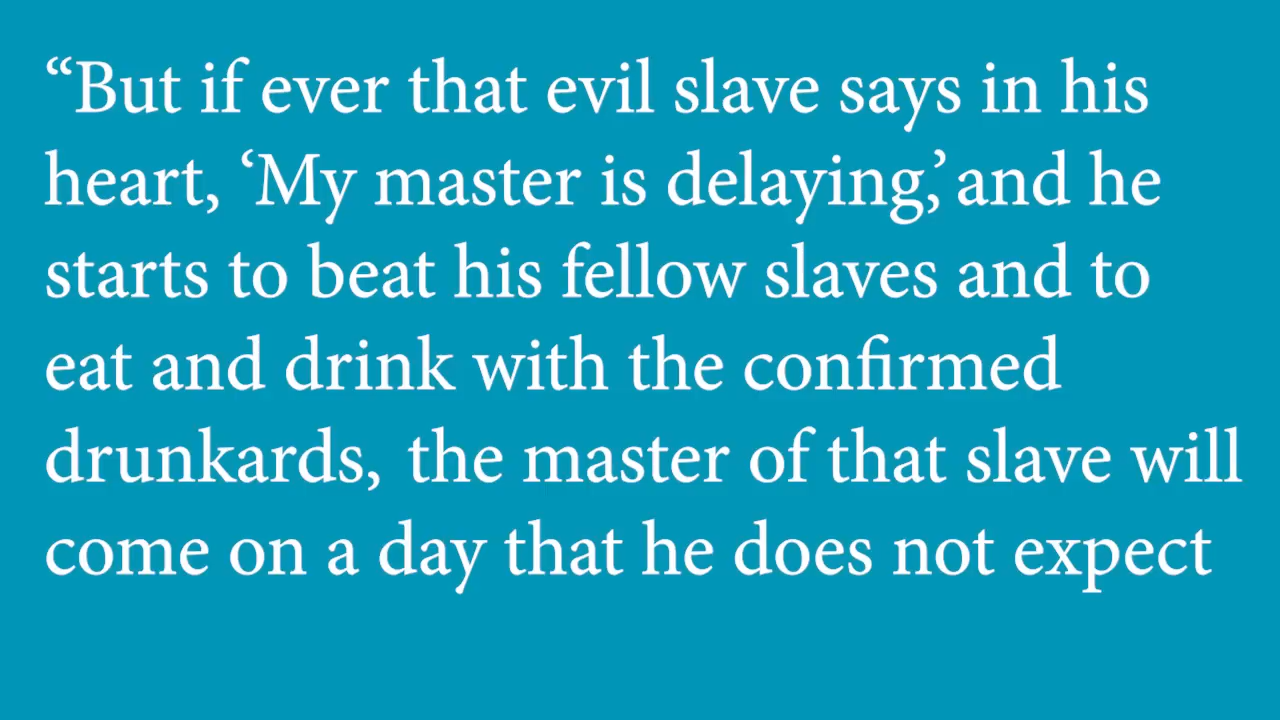 “But if ever that evil slave says in his
heart, ‘My master is delaying,’ and he
starts to beat his fellow slaves and to
eat and drink with the confirmed
drunkards, the master of that slave will
come on a day that he does not expect